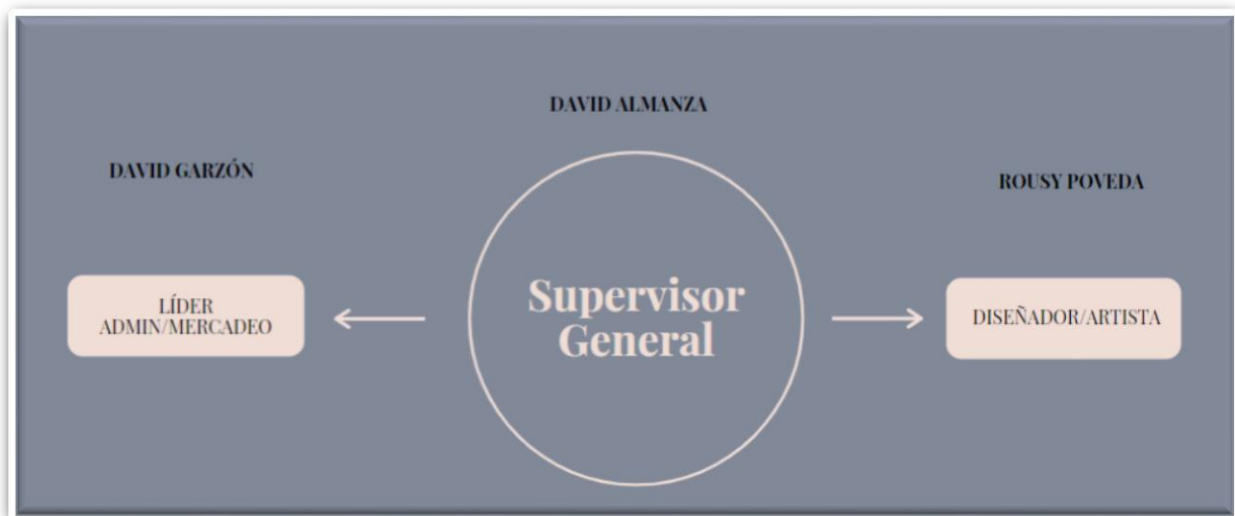 DAVID ALMANZA
DAVID GARZÓN
ROUSY POVEDA
LÍDER
ADMIN/MERCADEO
Supervisor
General
DISEÑADOR/ARTISTA